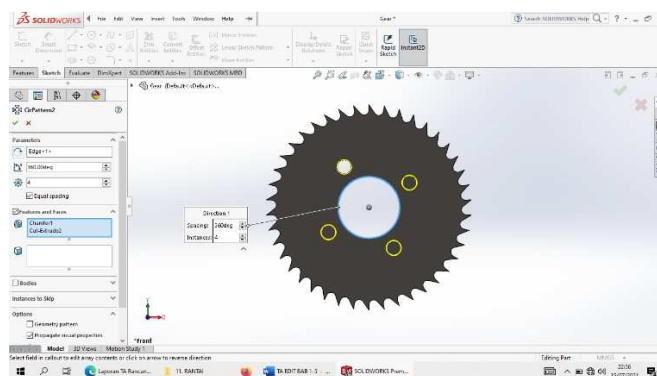 SOLIDWORKS File Edit View Insert Tools Window Help
Gear *
Search SOLIDWORKS Help
Sketch
Smart Dimension
Trim Entities
Convert Entities
Offset Entities
Mirror Entities
Linear Sketch Pattern
Move Entities
Display/Delete Relations
Repair Sketch
Quick Snaps
Rapid Sketch
Instant2D
Features Sketch Evaluate DimXpert SOLIDWORKS Add-Ins SOLIDWORKS MBD
Gear (Default<<Default>...
CirPattern2
Parameters
Edge<1>
360.00deg
4
Equal spacing
Features and Faces
Chamfer1
Cut-Extrude2
Bodies
Instances to Skip
Options
Geometry pattern
Propagate visual properties
Direction 1
Spacing: 360deg
Instances: 4
*Front
Model 3D Views Motion Study 1
Select field in callout to edit array contents or click on arrow to reverse direction
Editing Part
MMGS
Laporan TA Rancan...
11. RANTAI
TA EDIT BAB 1-5 - ...
SOLIDWORKS Prem...
22:56